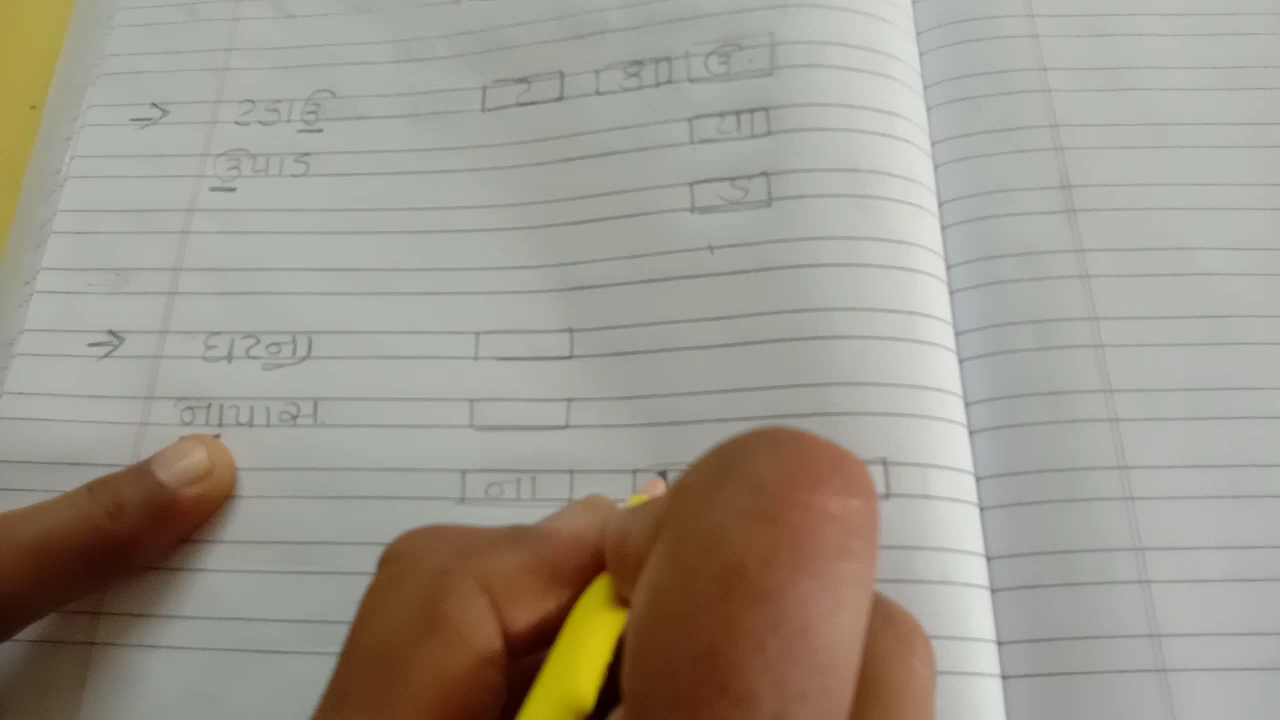 → ટકાઉ ટ કા ઉ
ઉપાડ પા
ડ
→ ઘટના
નાપાસ
ના